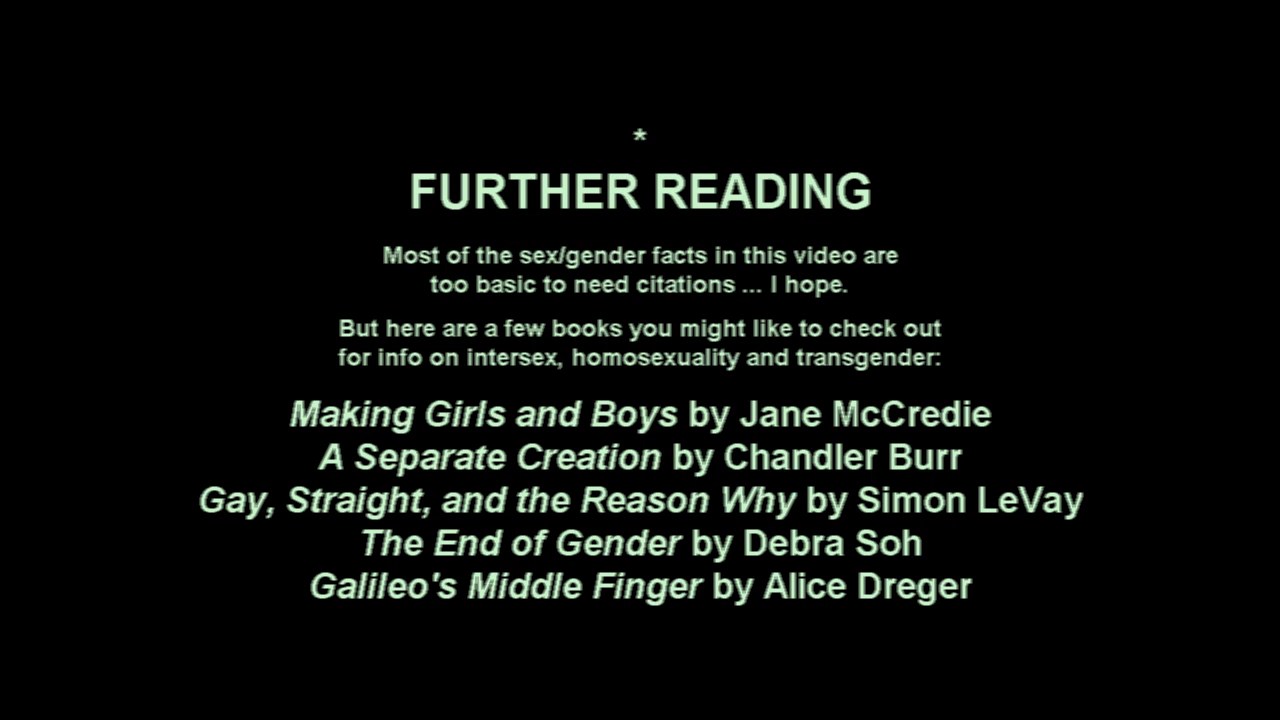 *
FURTHER READING
Most of the sex/gender facts in this video are
too basic to need citations ... I hope.
But here are a few books you might like to check out
for info on intersex, homosexuality and transgender:
Making Girls and Boys by Jane McCredie
A Separate Creation by Chandler Burr
Gay, Straight, and the Reason Why by Simon LeVay
The End of Gender by Debra Soh
Galileo's Middle Finger by Alice Dreger